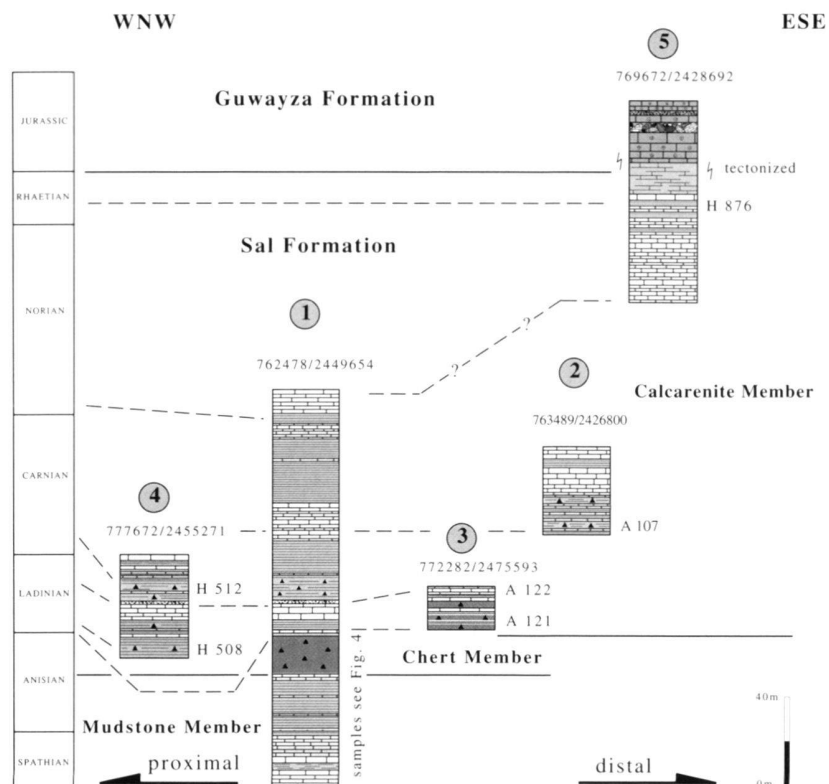 WNW
ESE
5
769672/2428692
Guwayza Formation
JURASSIC
tectonized
RHAETIAN
H 876
Sal Formation
1
NORIAN
?
?
762478/2449654
2
Calcarenite Member
763489/2426800
CARNIAN
4
777672/2455271
3
A 107
772282/2475593
LADINIAN
H 512
A 122
A 121
H 508
samples see Fig. 4
Chert Member
ANISIAN
40m
Mudstone Member
SPATHIAN
proximal
distal
0m